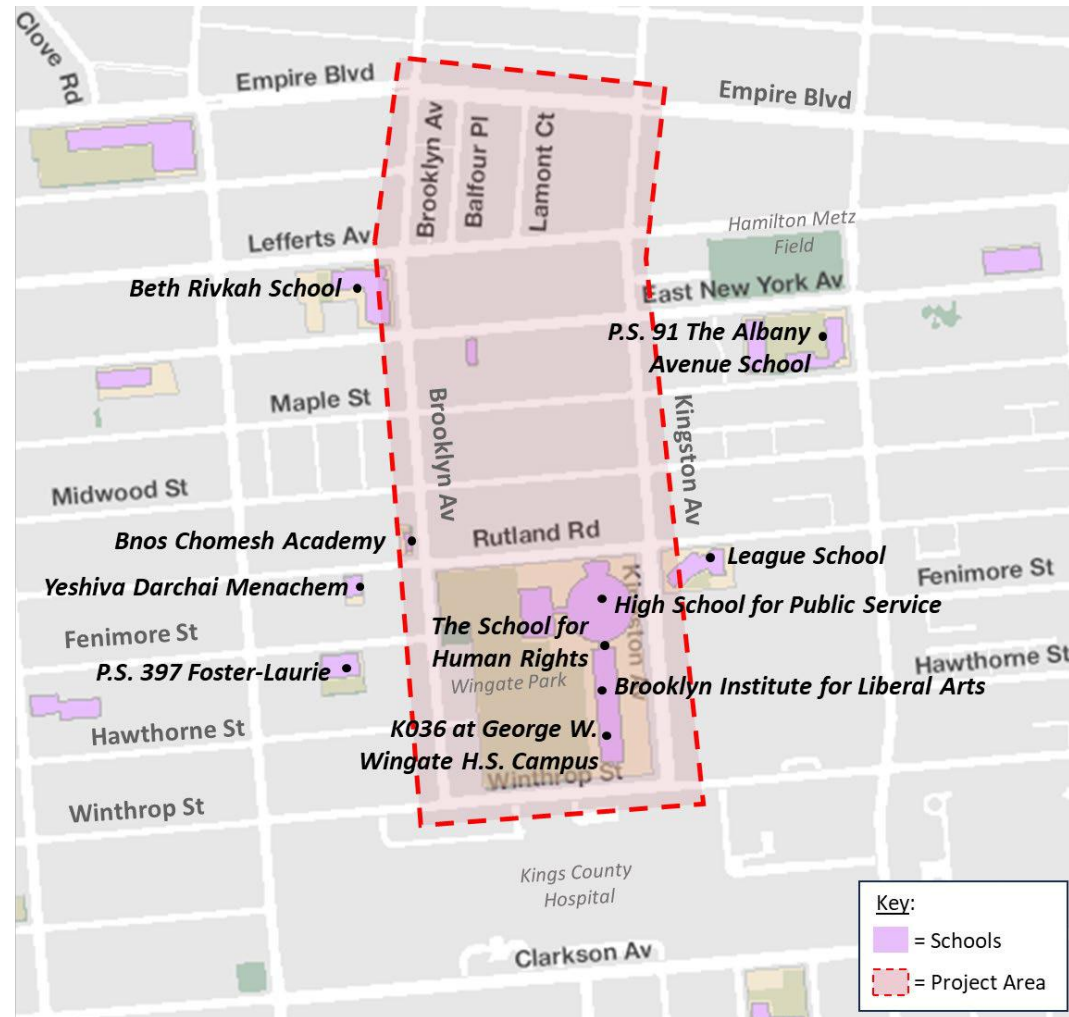 Clove Rd
Empire Blvd
Empire Blvd
Brooklyn Av
Balfour Pl
Lamont Ct
Hamilton Metz
Field
Lefferts Av
East New York Av
Beth Rivkah School
P.S. 91 The Albany
Avenue School
Maple St
Brooklyn Av
Kingston Av
Midwood St
Rutland Rd
Bnos Chomesh Academy
League School
Yeshiva Darchai Menachem
Fenimore St
Kingston Av
High School for Public Service
Fenimore St
The School for
Human Rights
Hawthorne St
P.S. 397 Foster-Laurie
Wingate Park
Brooklyn Institute for Liberal Arts
Hawthorne St
K036 at George W.
Wingate H.S. Campus
Winthrop St
Winthrop St
Kings County
Hospital
Clarkson Av
Key:
= Schools
= Project Area